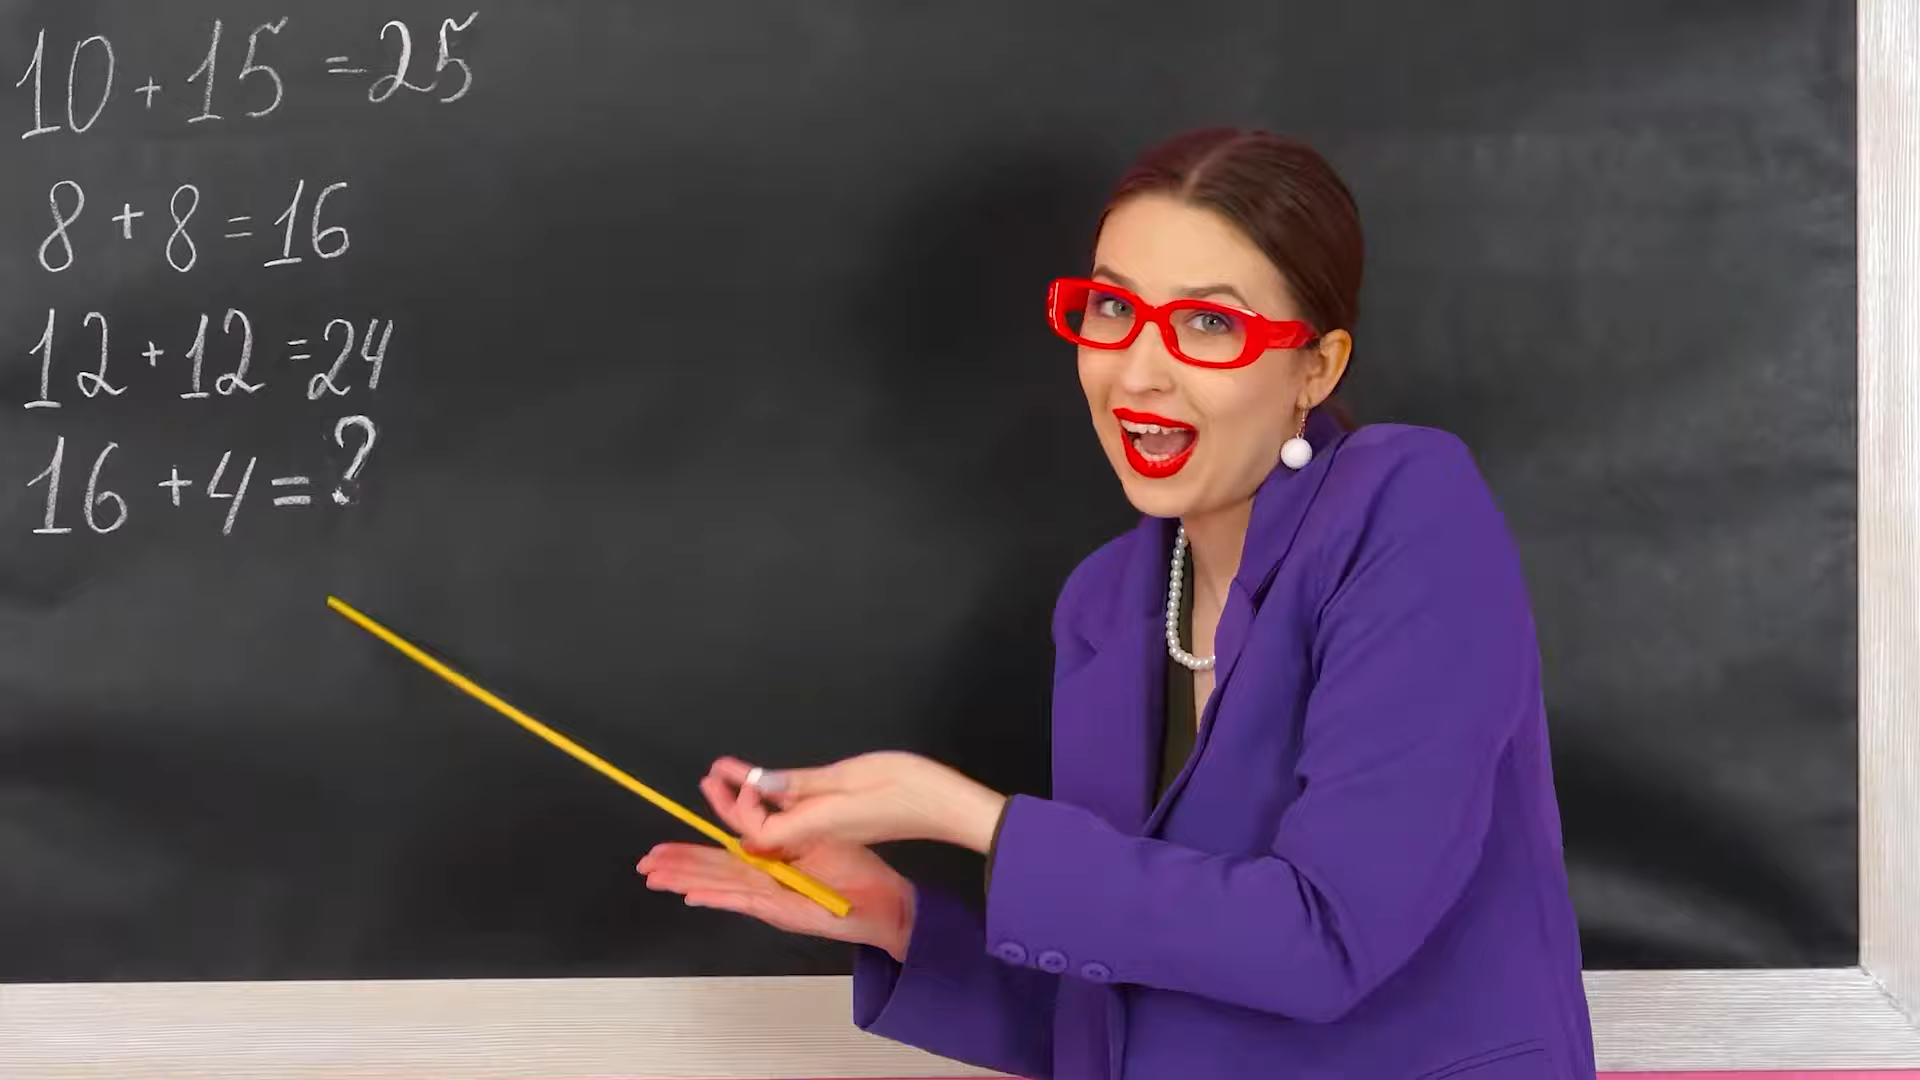 10 + 15 = 25
8 + 8 = 16
12 + 12 = 24
16 + 4 = ?